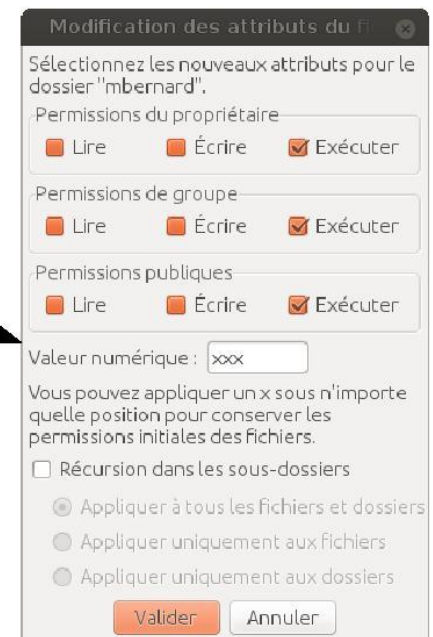 Modification des attributs du fi
Sélectionnez les nouveaux attributs pour le
dossier "mbernard".
Permissions du propriétaire
Lire Écrire Exécuter
Permissions de groupe
Lire Écrire Exécuter
Permissions publiques
Lire Écrire Exécuter
Valeur numérique : xxx
Vous pouvez appliquer un x sous n'importe
quelle position pour conserver les
permissions initiales des fichiers.
Récursion dans les sous-dossiers
Appliquer à tous les fichiers et dossiers
Appliquer uniquement aux fichiers
Appliquer uniquement aux dossiers
Valider Annuler